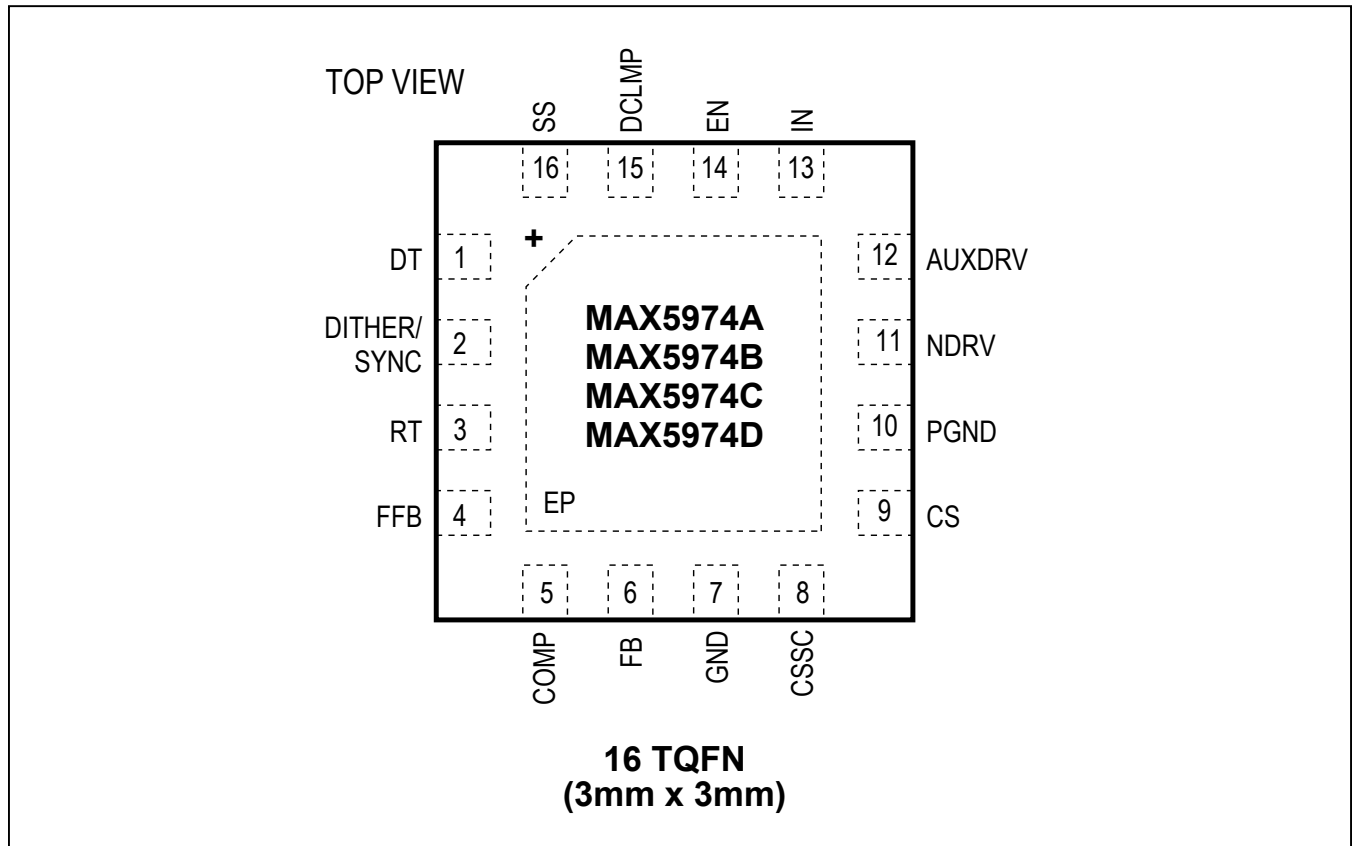 TOP VIEW
SS
DCLMP
EN
IN
16
15
14
13
DT
1
+
12
AUXDRV
DITHER/
SYNC
2
MAX5974A
MAX5974B
MAX5974C
MAX5974D
11
NDRV
RT
3
10
PGND
FFB
4
EP
9
CS
5
6
7
8
COMP
FB
GND
CSSC
16 TQFN
(3mm x 3mm)